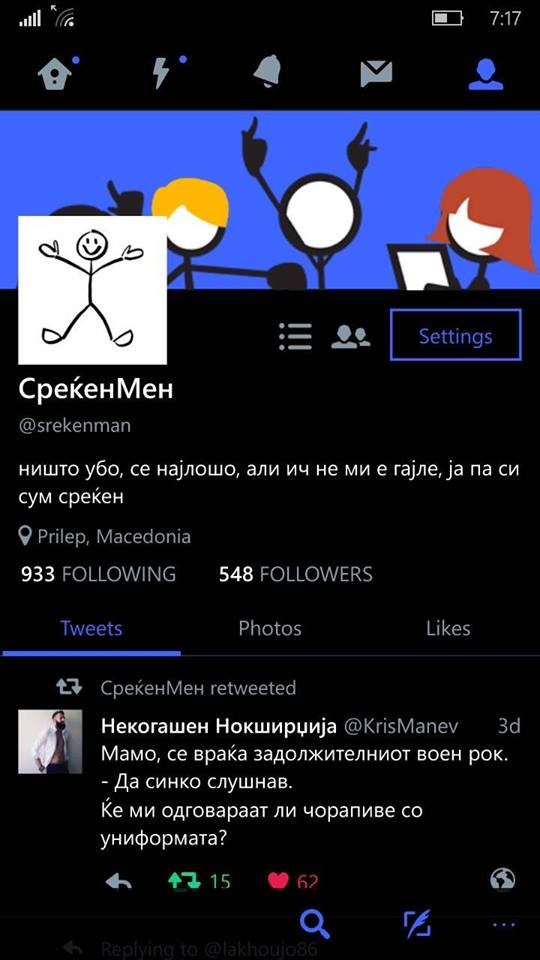 7:17
Settings
СреќенМен
@srekenman
ништо убо, се најлошо, али ич не ми е гајле, ја па си
сум среќен
Prilep, Macedonia
933 FOLLOWING 548 FOLLOWERS
Tweets Photos Likes
СреќенМен retweeted
Некогашен Нокширџија @KrisManev 3d
Мамо, се враќа задолжителниот воен рок.
- Да синко слушнав.
Ќе ми одговараат ли чорапиве со
униформата?
15 62
Replying to @lakhoujo86